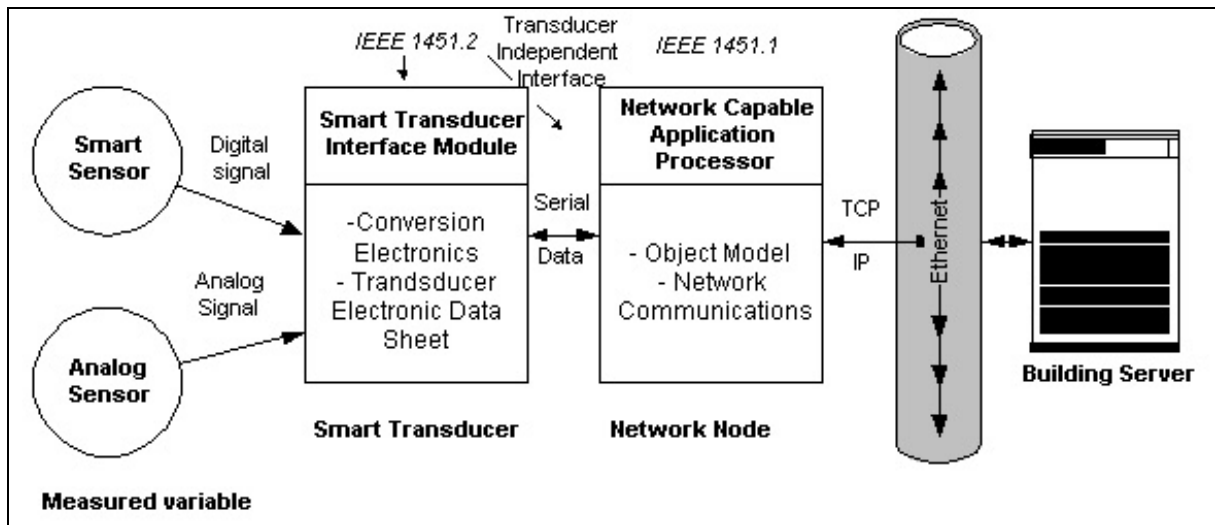 IEEE 1451.2
Transducer
Independent
Interface
IEEE 1451.1
Smart
Sensor
Digital
signal
Analog
Signal
Analog
Sensor
Measured variable
Smart Transducer
Interface Module
-Conversion
Electronics
- Trandsducer
Electronic Data
Sheet
Smart Transducer
Serial
Data
Network Capable
Application
Processor
- Object Model
- Network
Communications
Network Node
TCP
IP
Ethernet
Building Server